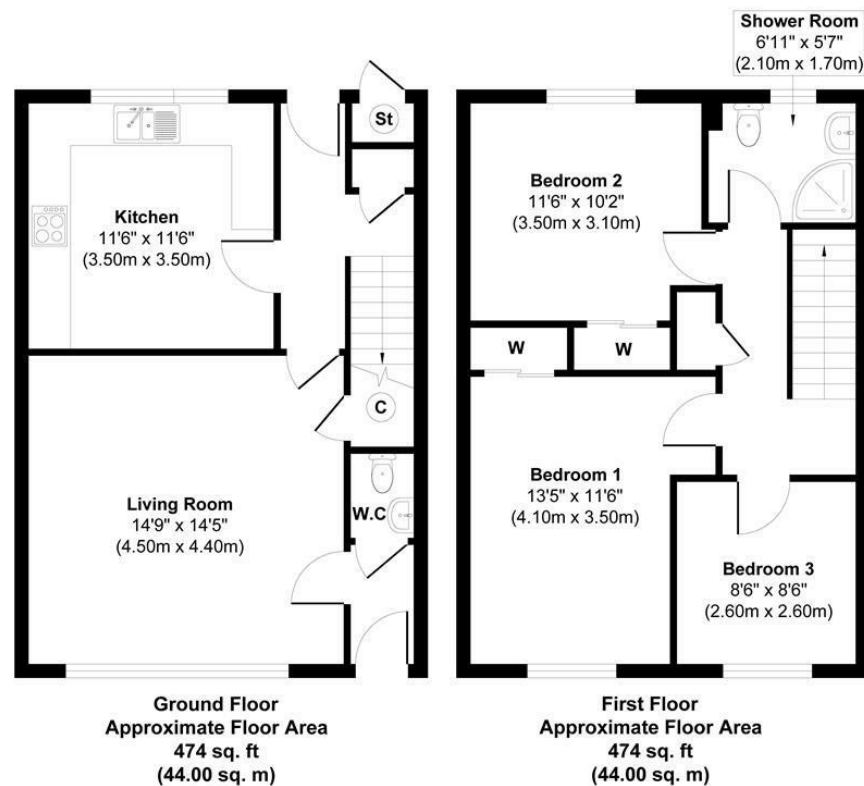 Shower Room
6'11" x 5'7"
(2.10m x 1.70m)
St
Kitchen
11'6" x 11'6"
(3.50m x 3.50m)
Bedroom 2
11'6" x 10'2"
(3.50m x 3.10m)
W
W
C
Living Room
14'9" x 14'5"
(4.50m x 4.40m)
W.C
Bedroom 1
13'5" x 11'6"
(4.10m x 3.50m)
Bedroom 3
8'6" x 8'6"
(2.60m x 2.60m)
Ground Floor
Approximate Floor Area
474 sq. ft
(44.00 sq. m)
First Floor
Approximate Floor Area
474 sq. ft
(44.00 sq. m)